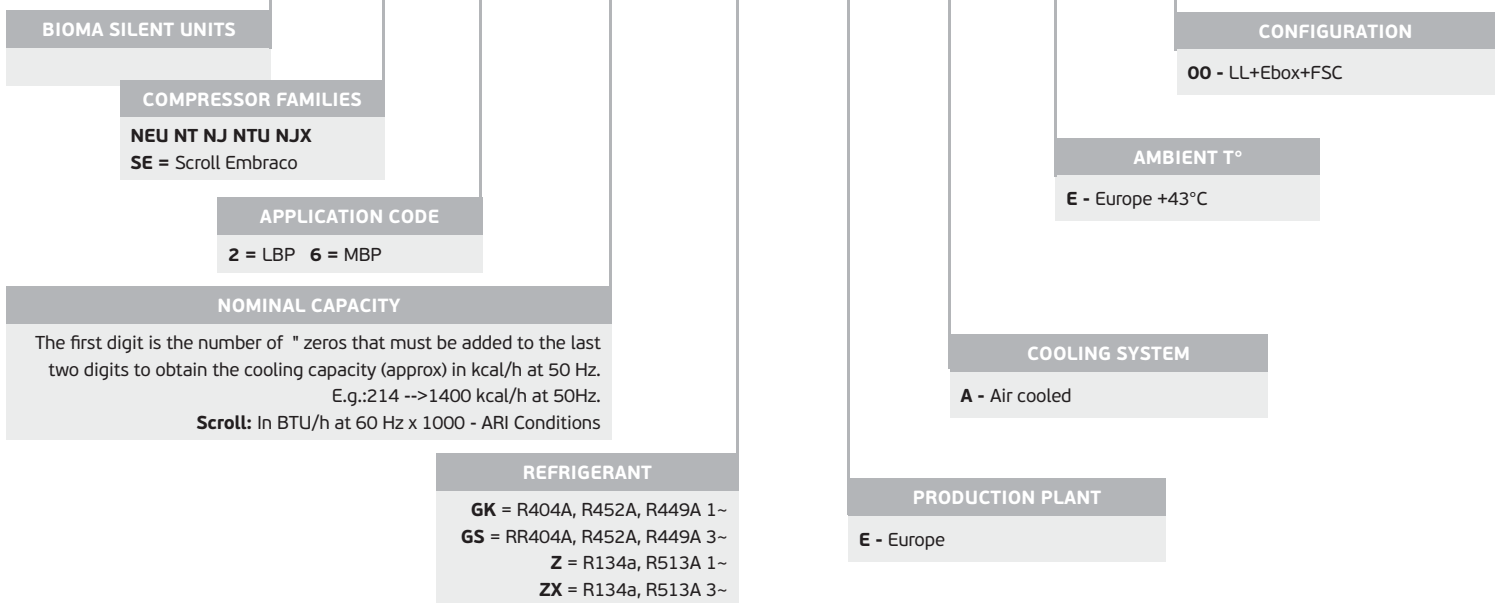 BIOMA SILENT UNITS
COMPRESSOR FAMILIES
NEU NT NJ NTU NJX
SE = Scroll Embraco
APPLICATION CODE
2 = LBP 6 = MBP
NOMINAL CAPACITY
The first digit is the number of " zeros that must be added to the last
two digits to obtain the cooling capacity (approx) in kcal/h at 50 Hz.
E.g.:214 -->1400 kcal/h at 50Hz.
Scroll: In BTU/h at 60 Hz x 1000 - ARI Conditions
REFRIGERANT
GK = R404A, R452A, R449A 1~
GS = RR404A, R452A, R449A 3~
Z = R134a, R513A 1~
ZX = R134a, R513A 3~
PRODUCTION PLANT
E - Europe
COOLING SYSTEM
A - Air cooled
AMBIENT T°
E - Europe +43°C
CONFIGURATION
00 - LL+Ebox+FSC